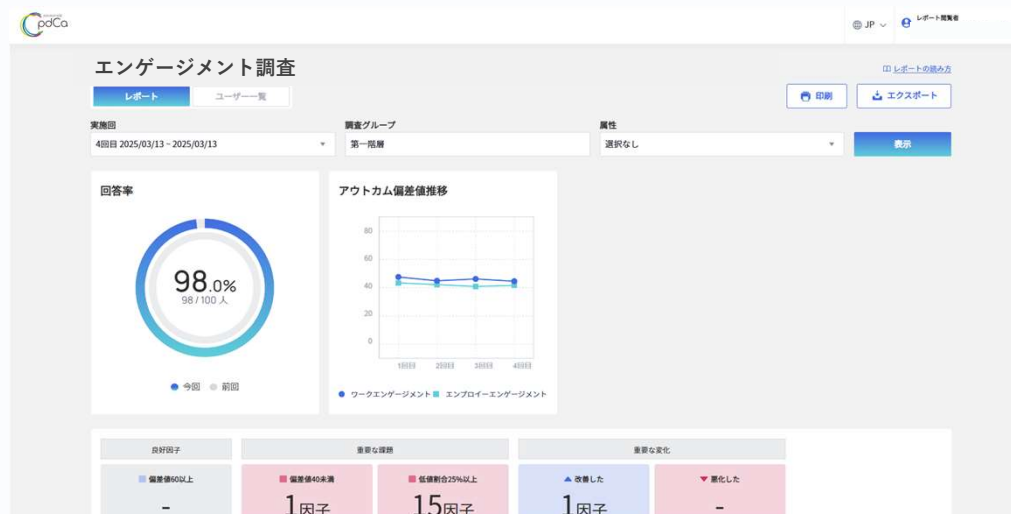 pdCa
JP
レポート閲覧者
エンゲージメント調査
レポートの読み方
レポート
ユーザー一覧
印刷
エクスポート
実施回
調査グループ
属性
4回目 2025/03/13 ~ 2025/03/13
第一階層
選択なし
表示
回答率
アウトカム偏差値推移
98.0%
98 / 100 人
今回
前回
80
60
40
20
0
1回目 2回目 3回目 4回目
ワークエンゲージメント
エンプロイーエンゲージメント
良好因子
重要な課題
重要な変化
偏差値60以上
偏差値40未満
低値割合25%以上
改善した
悪化した
-
1因子
15因子
1因子
-